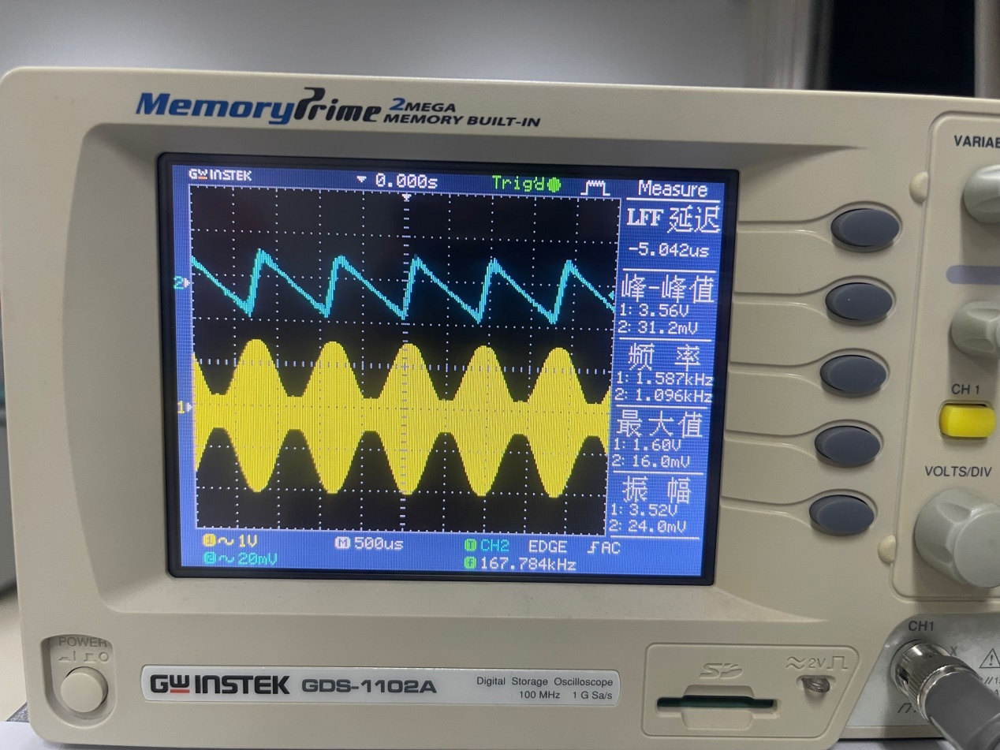 MemoryPrime 2MEGA
MEMORY BUILT-IN
VARIAB
GWINSTEK
0.000s
Trig'd
Measure
LFF 延迟
-5.042us
峰-峰值
1: 3.56V
2: 31.2mV
频 率
1: 1.587kHz
2: 1.096kHz
最大值
1: 1.60V
2: 16.0mV
振 幅
1: 3.52V
2: 24.0mV
2
1
1 ~ 1V
M 500us
T CH2 EDGE AC
2 ~ 20mV
F 167.784kHz
CH 1
VOLTS/DIV
POWER
GWINSTEK GDS-1102A
Digital Storage Oscilloscope
100 MHz 1 G Sa/s
SD
≈2V
CH1
X